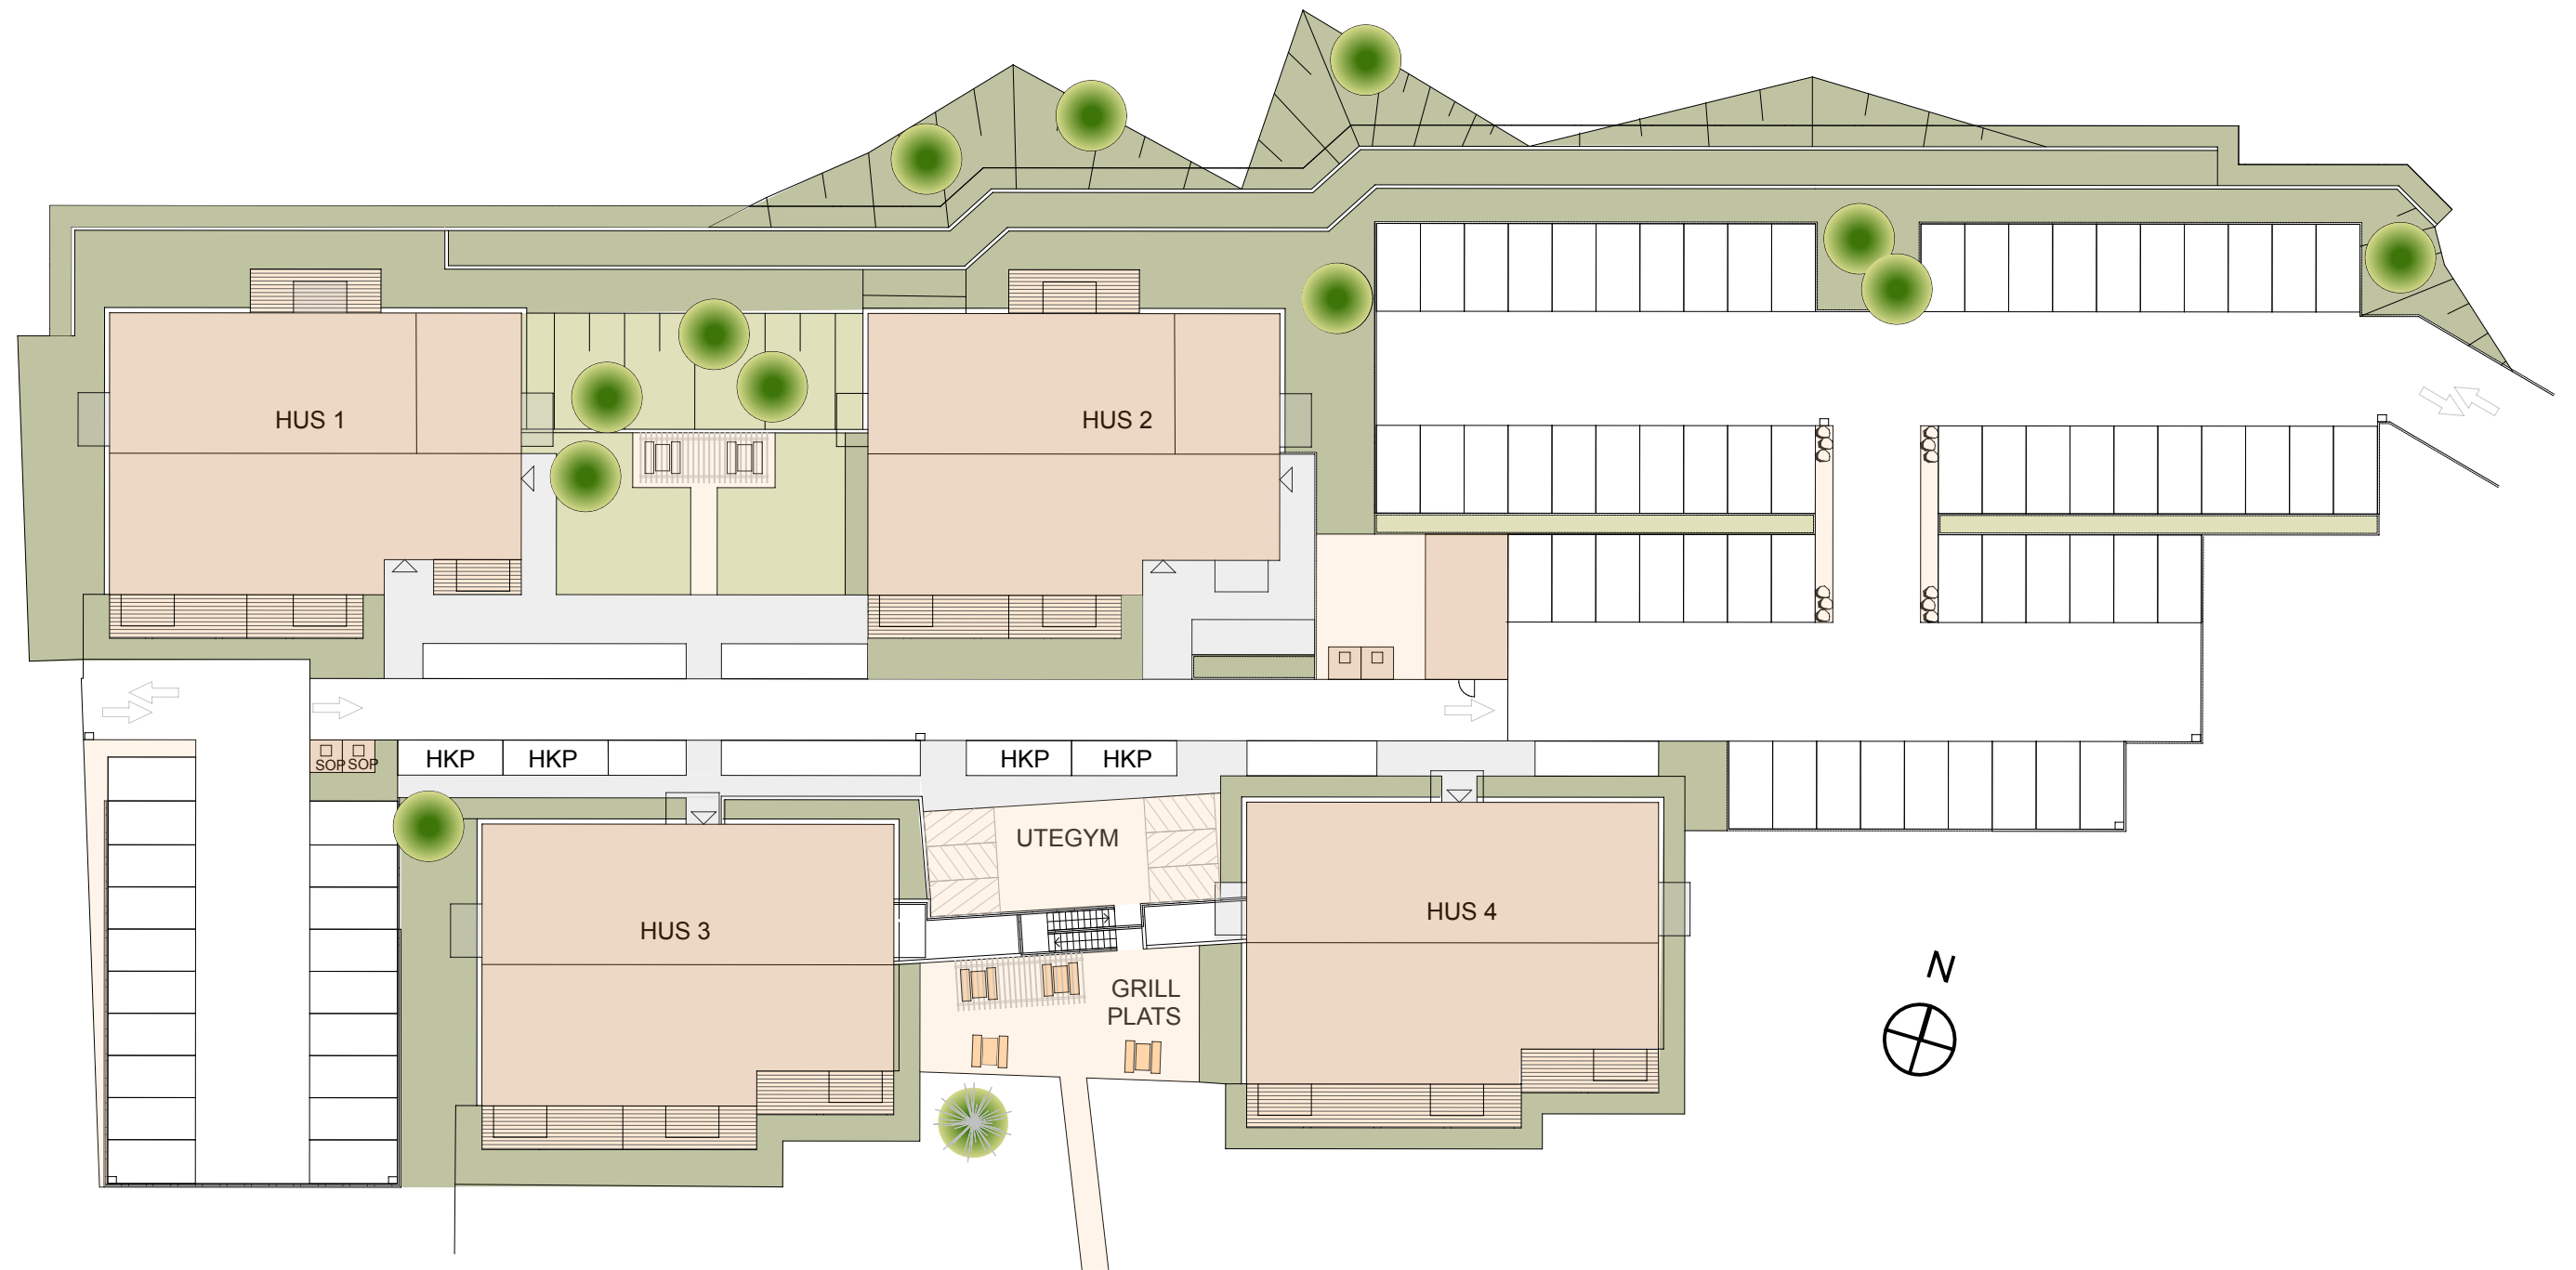 HUS 1
HUS 2
HKP
HKP
HKP
HKP
SOP
SOP
UTEGYM
HUS 3
HUS 4
GRILL
PLATS
N